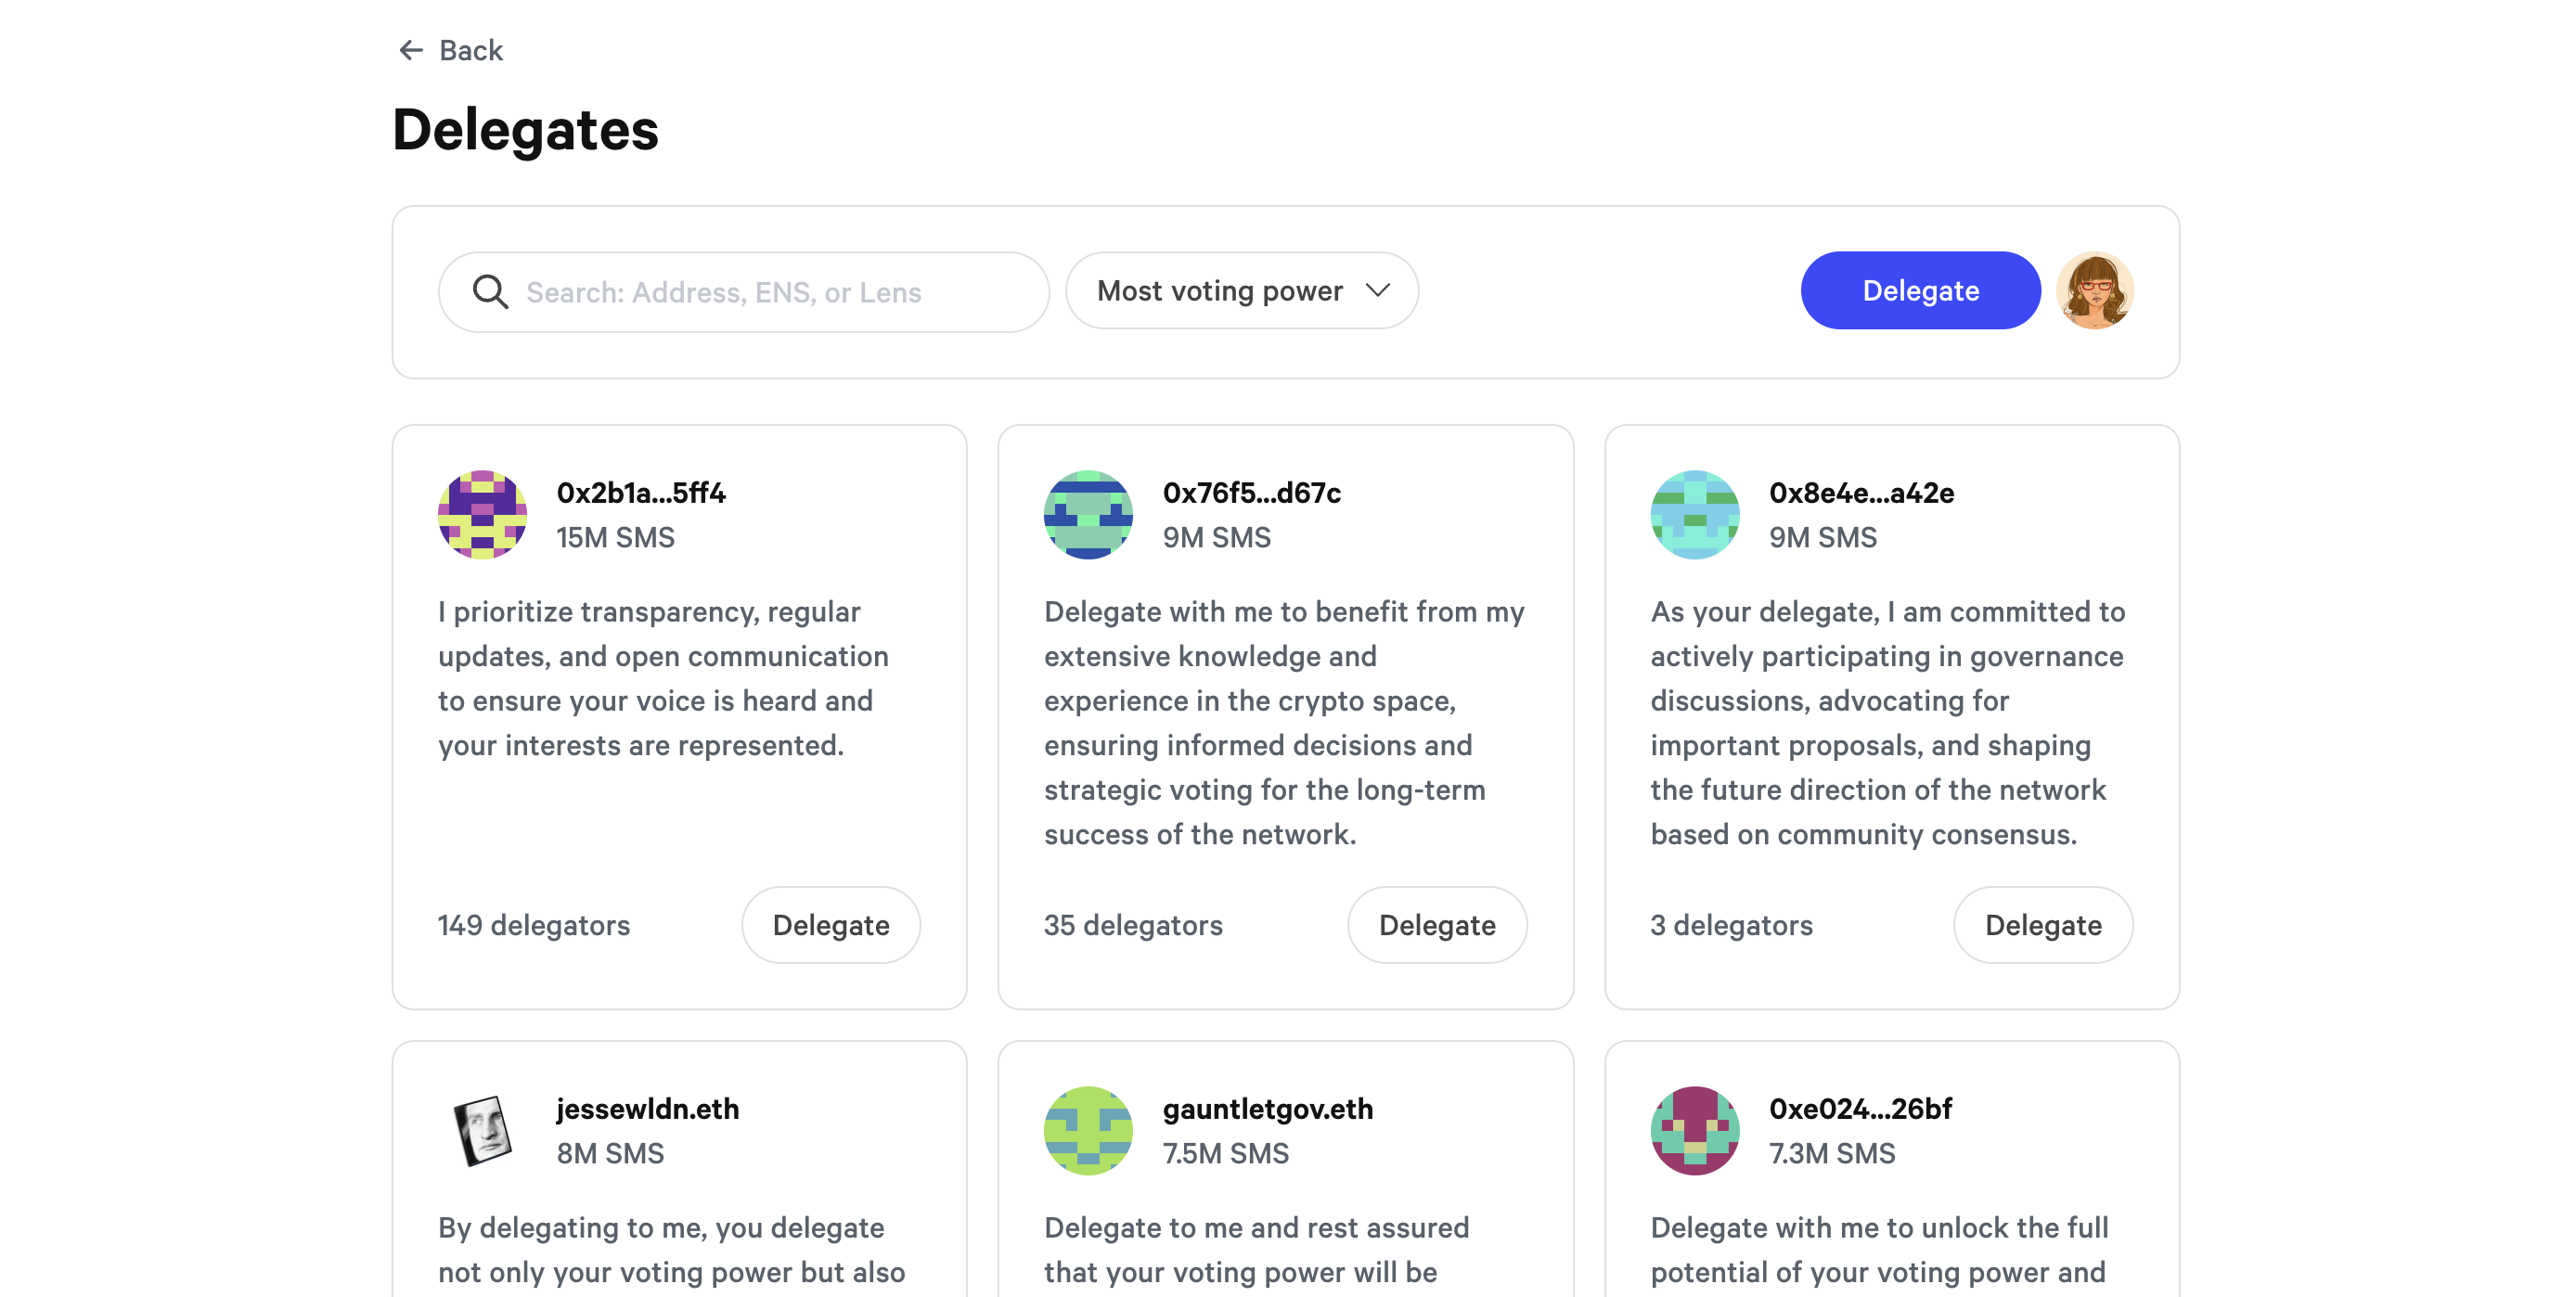 Back
Delegates
Search: Address, ENS, or Lens
Most voting power
Delegate
0x2b1a...5ff4
15M SMS
I prioritize transparency, regular
updates, and open communication
to ensure your voice is heard and
your interests are represented.
149 delegators
Delegate
0x76f5...d67c
9M SMS
Delegate with me to benefit from my
extensive knowledge and
experience in the crypto space,
ensuring informed decisions and
strategic voting for the long-term
success of the network.
35 delegators
Delegate
0x8e4e...a42e
9M SMS
As your delegate, I am committed to
actively participating in governance
discussions, advocating for
important proposals, and shaping
the future direction of the network
based on community consensus.
3 delegators
Delegate
jessewldn.eth
8M SMS
By delegating to me, you delegate
not only your voting power but also
gauntletgov.eth
7.5M SMS
Delegate to me and rest assured
that your voting power will be
0xe024...26bf
7.3M SMS
Delegate with me to unlock the full
potential of your voting power and